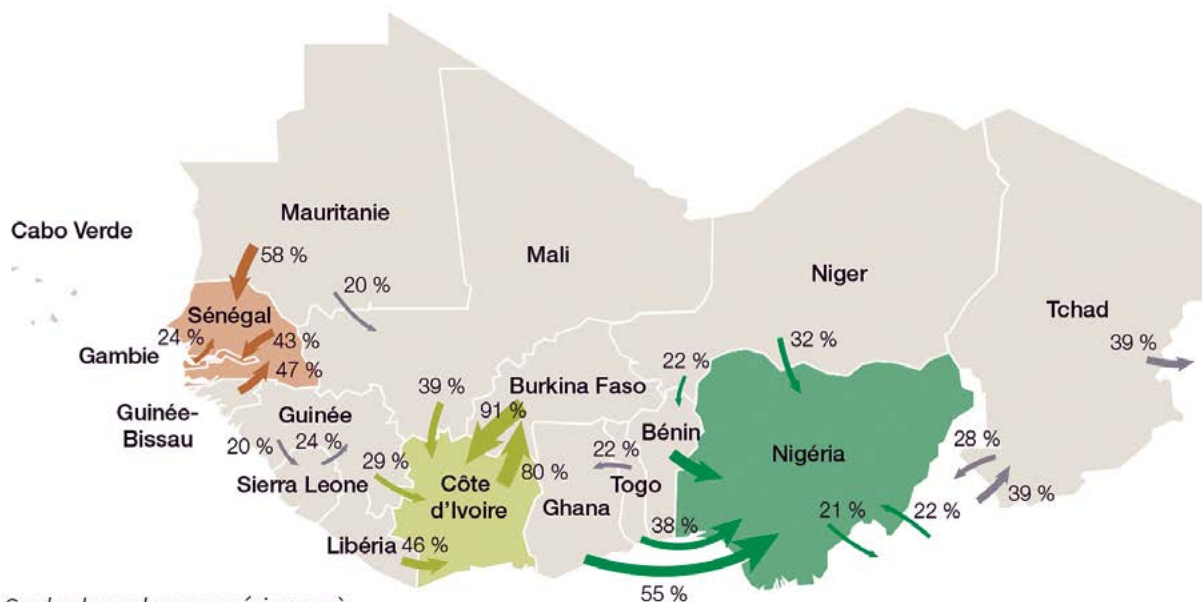 Mauritanie
Cabo Verde
58 %
Mali
Niger
20 %
Tchad
Sénégal
24 %
43 %
32 %
39 %
Gambie
47 %
22 %
39 %
Burkina Faso
91 %
Guinée-
Bissau
Guinée
20 %
24 %
Bénin
28 %
22 %
Nigéria
29 %
80 %
Sierra Leone
Côte
d'Ivoire
Togo
39 %
Ghana
38 %
21 %
22 %
Libéria
46 %
55 %